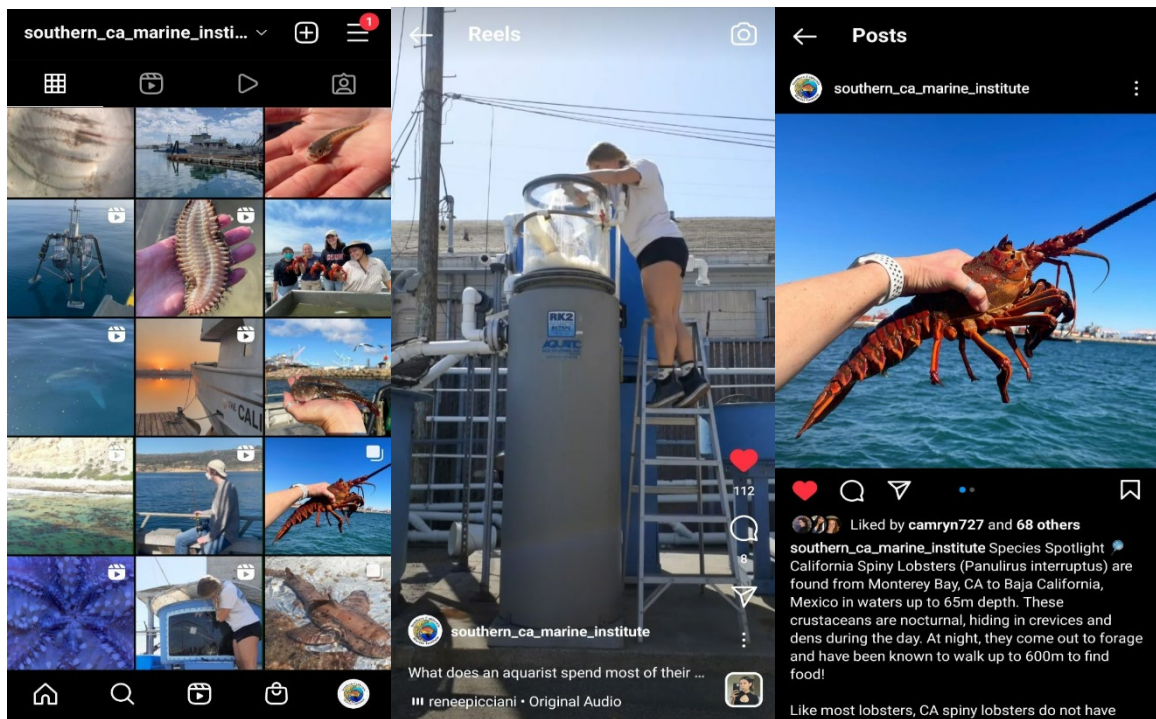 southern_ca_marine_insti...
1
THE CALI
Reels
RK2
AQUATIC
112
8
southern_ca_marine_institute
What does an aquarist spend most of their ...
reneepicciani • Original Audio
Posts
southern_ca_marine_institute
Liked by camryn727 and 68 others
southern_ca_marine_institute Species Spotlight 🔎
California Spiny Lobsters (Panulirus interruptus) are
found from Monterey Bay, CA to Baja California,
Mexico in waters up to 65m depth. These
crustaceans are nocturnal, hiding in crevices and
dens during the day. At night, they come out to forage
and have been known to walk up to 600m to find
food!
Like most lobsters, CA spiny lobsters do not have